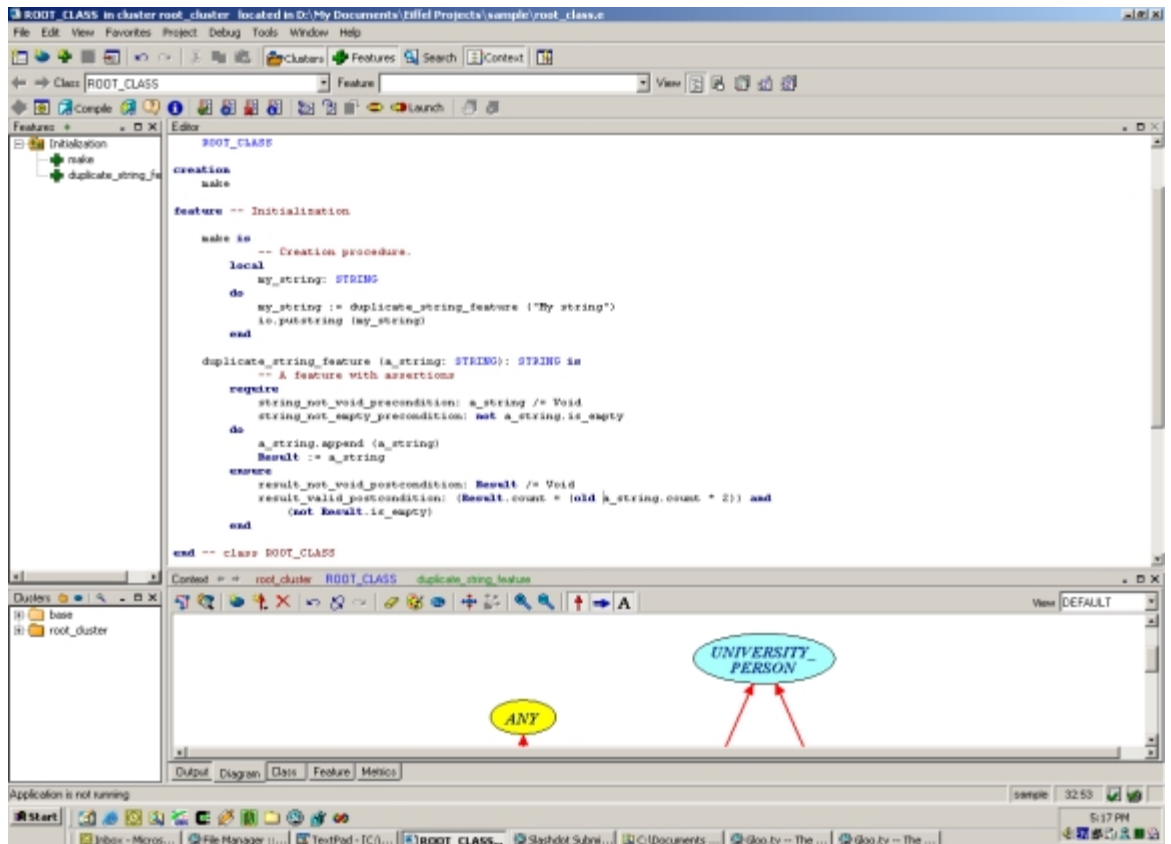 ROOT_CLASS in cluster root_cluster located in D:\My Documents\Eiffel Projects\sample\root_class.e
File Edit View Favorites Project Debug Tools Window Help
Clusters Features Search Context
Class ROOT_CLASS Feature View
Compile Launch
Features
Initialization
make
duplicate_string_fe
Editor
ROOT_CLASS
creation
make
feature -- Initialization
make is
-- Creation procedure.
local
my_string: STRING
do
my_string := duplicate_string_feature ("My string")
io.putstring (my_string)
end
duplicate_string_feature (a_string: STRING): STRING is
-- A feature with assertions
require
string_not_void_precondition: a_string /= Void
string_not_empty_precondition: not a_string.is_empty
do
a_string.append (a_string)
Result := a_string
ensure
result_not_void_postcondition: Result /= Void
result_valid_postcondition: (Result.count = (old a_string.count * 2)) and
(not Result.is_empty)
end
end -- class ROOT_CLASS
Context root_cluster ROOT_CLASS duplicate_string_feature
Clusters
base
root_cluster
A View DEFAULT
UNIVERSITY_
PERSON
ANY
Output Diagram Class Feature Metrics
Application is not running
sample 32:53
Start
5:17 PM
Inbox - Micros... File Manager ::... TextPad - [C:\... ROOT_CLASS... Slashdot Submi... C:\Documents ... Gloo.tv -- The ... Gloo.tv -- The ...